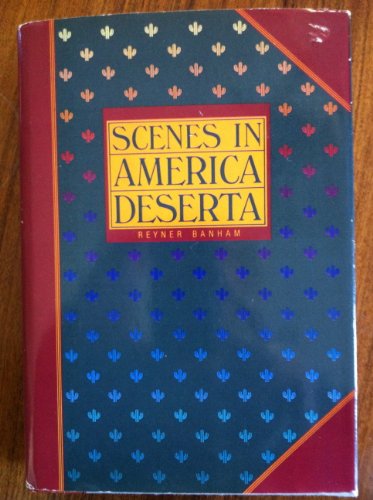 SCENES IN
AMERICA
DESERTA
REYNER BANHAM